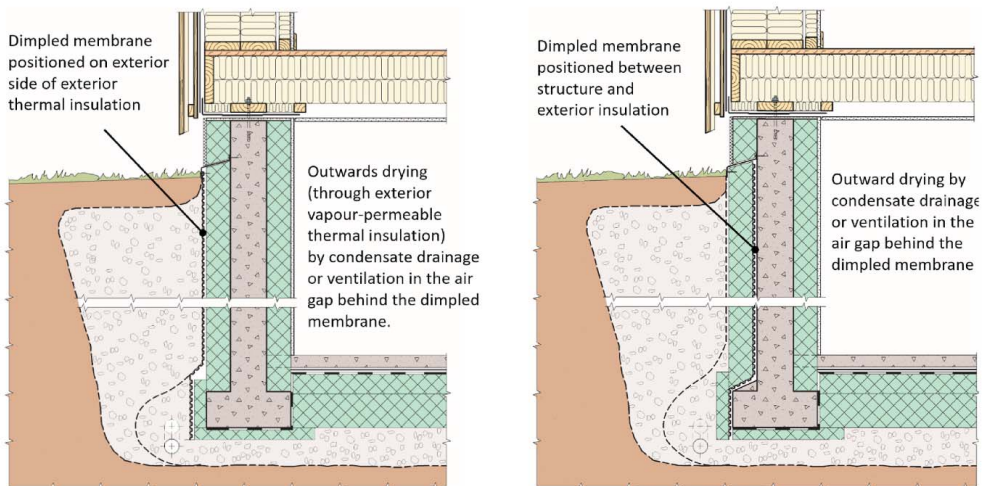 Dimpled membrane
positioned on exterior
side of exterior
thermal insulation
Outwards drying
(through exterior
vapour-permeable
thermal insulation)
by condensate drainage
or ventilation in the air
gap behind the dimpled
membrane.
Dimpled membrane
positioned between
structure and
exterior insulation
Outward drying by
condensate drainage
or ventilation in the
air gap behind the
dimpled membrane